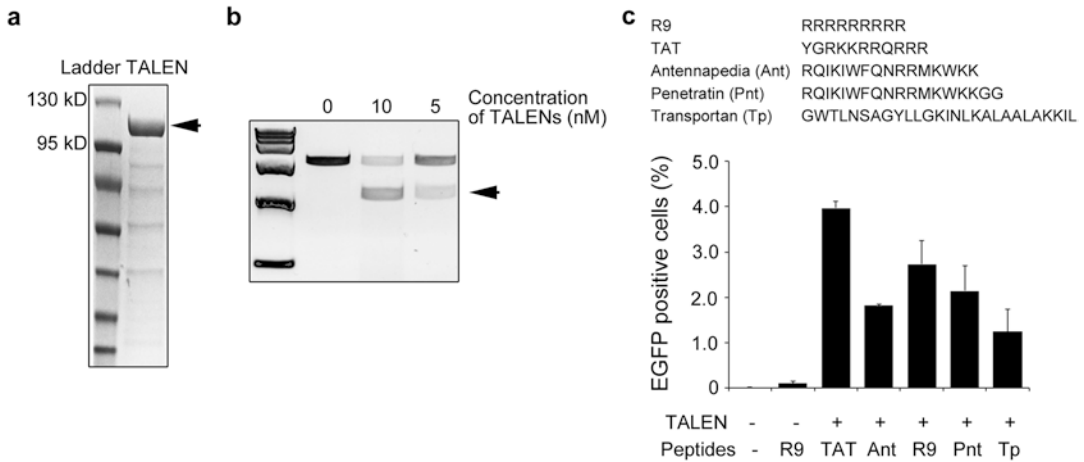 a
Ladder TALEN
130 kD
95 kD
b
0 10 5
Concentration
of TALENs (nM)
c
R9 RRRRRRRRR
TAT YGRKKRRQRRR
Antennapedia (Ant) RQIKIWFQNRRMKWKK
Penetratin (Pnt) RQIKIWFQNRRMKWKKGG
Transportan (Tp) GWTLNSAGYLLGKINLKALAALAKKIL
EGFP positive cells (%)
5.0
4.0
3.0
2.0
1.0
0
TALEN - - + + + + +
Peptides - R9 TAT Ant R9 Pnt Tp